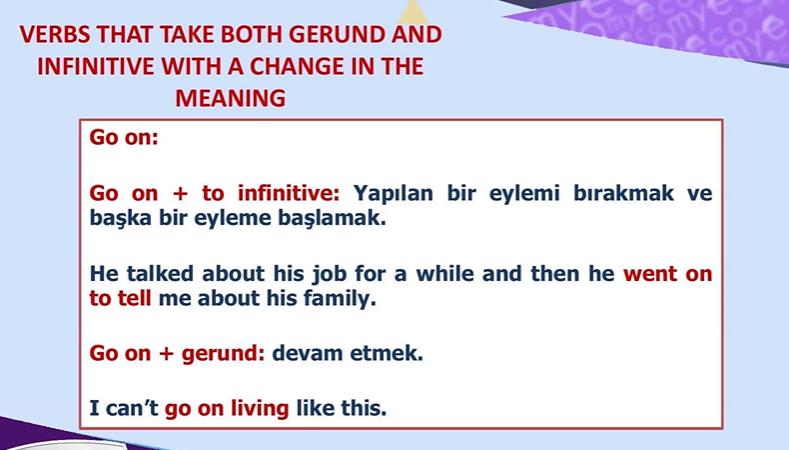 VERBS THAT TAKE BOTH GERUND AND
INFINITIVE WITH A CHANGE IN THE
MEANING
Go on:
Go on + to infinitive: Yapılan bir eylemi bırakmak ve
başka bir eyleme başlamak.
He talked about his job for a while and then he went on
to tell me about his family.
Go on + gerund: devam etmek.
I can't go on living like this.